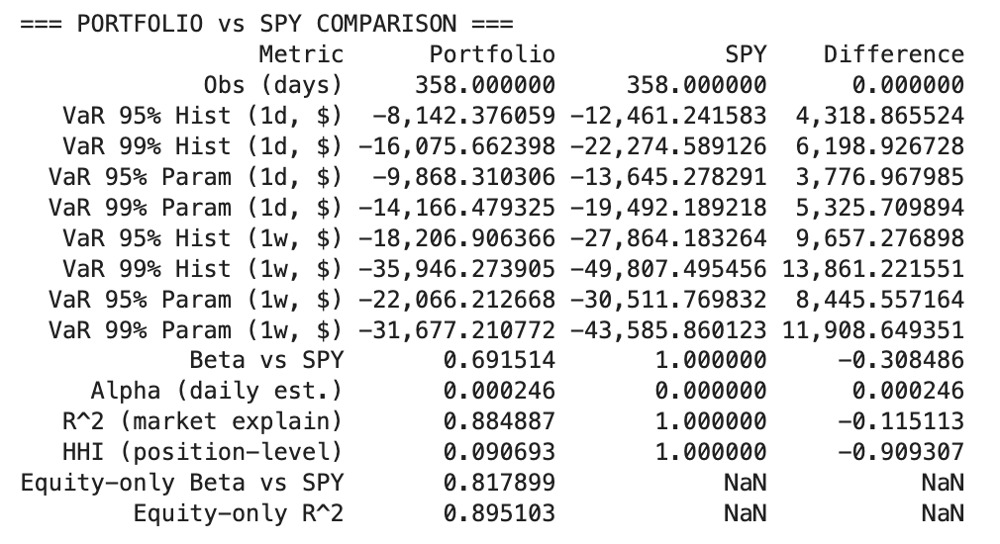 === PORTFOLIO vs SPY COMPARISON ===
Metric Portfolio SPY Difference
Obs (days) 358.000000 358.000000 0.000000
VaR 95% Hist (1d, $) -8,142.376059 -12,461.241583 4,318.865524
VaR 99% Hist (1d, $) -16,075.662398 -22,274.589126 6,198.926728
VaR 95% Param (1d, $) -9,868.310306 -13,645.278291 3,776.967985
VaR 99% Param (1d, $) -14,166.479325 -19,492.189218 5,325.709894
VaR 95% Hist (1w, $) -18,206.906366 -27,864.183264 9,657.276898
VaR 99% Hist (1w, $) -35,946.273905 -49,807.495456 13,861.221551
VaR 95% Param (1w, $) -22,066.212668 -30,511.769832 8,445.557164
VaR 99% Param (1w, $) -31,677.210772 -43,585.860123 11,908.649351
Beta vs SPY 0.691514 1.000000 -0.308486
Alpha (daily est.) 0.000246 0.000000 0.000246
R^2 (market explain) 0.884887 1.000000 -0.115113
HHI (position-level) 0.090693 1.000000 -0.909307
Equity-only Beta vs SPY 0.817899 NaN NaN
Equity-only R^2 0.895103 NaN NaN